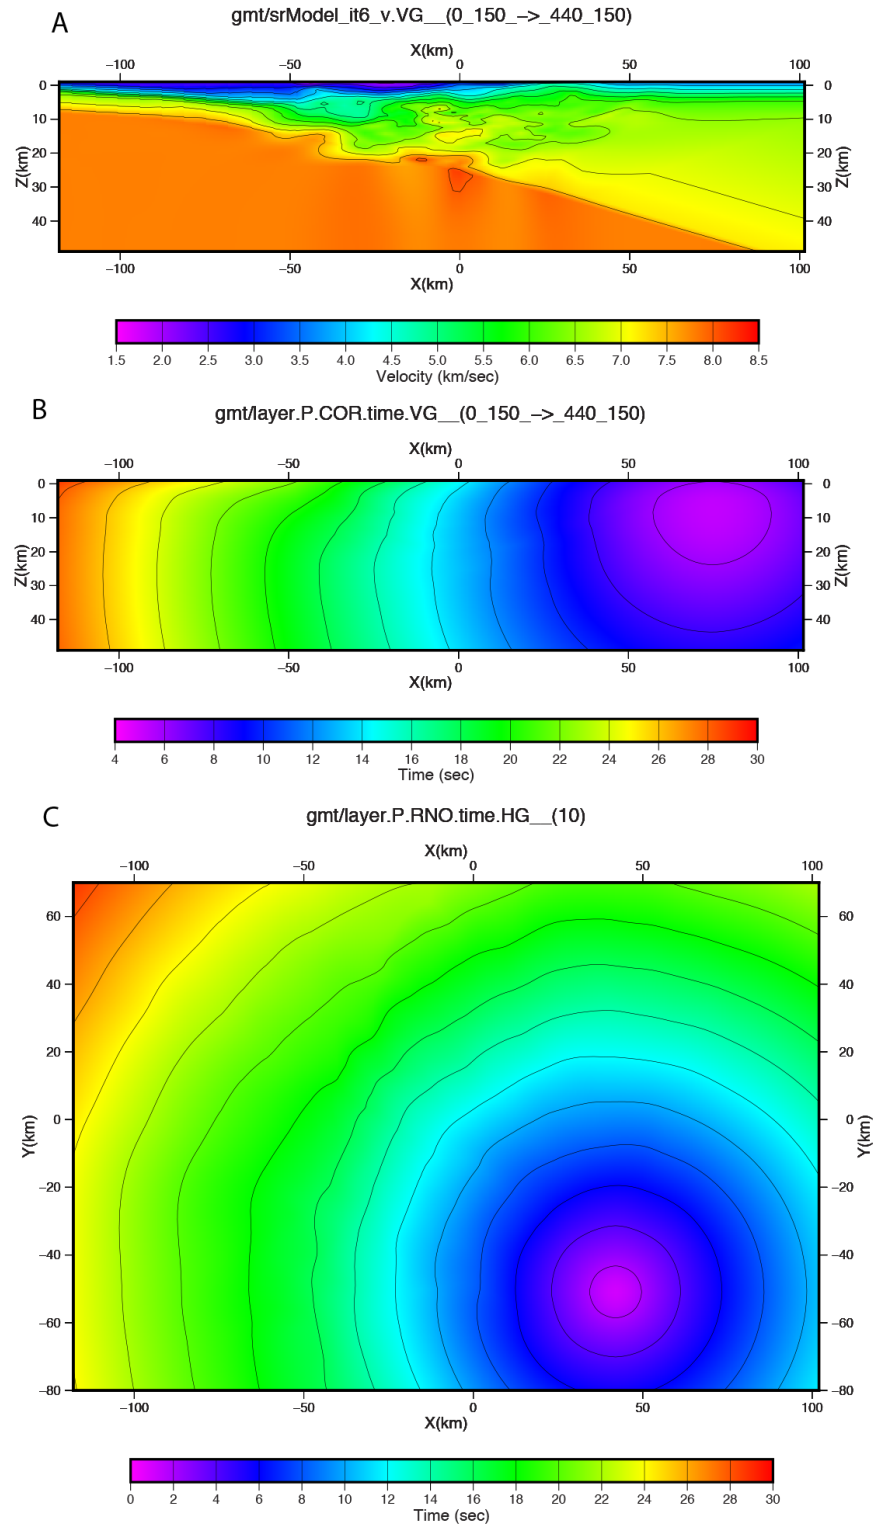 A
gmt/srModel_it6_v.VG__(0_150_–>_440_150)
X(km)
–100 –50 0 50 100
0 0
10 10
20 20
30 30
40 40
Z(km) Z(km)
–100 –50 0 50 100
X(km)
1.5 2.0 2.5 3.0 3.5 4.0 4.5 5.0 5.5 6.0 6.5 7.0 7.5 8.0 8.5
Velocity (km/sec)
B
gmt/layer.P.COR.time.VG__(0_150_–>_440_150)
X(km)
–100 –50 0 50 100
0 0
10 10
20 20
30 30
40 40
Z(km) Z(km)
–100 –50 0 50 100
X(km)
4 6 8 10 12 14 16 18 20 22 24 26 28 30
Time (sec)
C
gmt/layer.P.RNO.time.HG__(10)
X(km)
–100 –50 0 50 100
60 60
40 40
20 20
0 0
–20 –20
–40 –40
–60 –60
–80 –80
Y(km) Y(km)
–100 –50 0 50 100
X(km)
0 2 4 6 8 10 12 14 16 18 20 22 24 26 28 30
Time (sec)